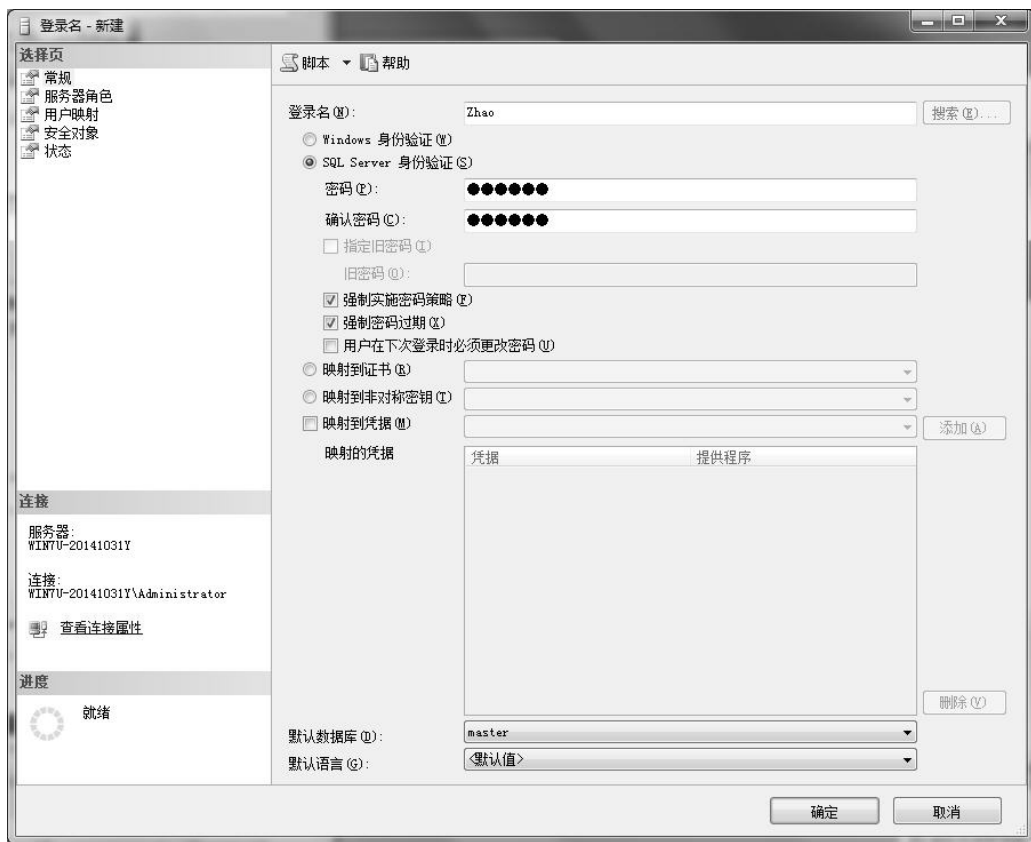 登录名 - 新建
选择页
常规
服务器角色
用户映射
安全对象
状态
连接
服务器:
WIN7U-20141031Y
连接:
WIN7U-20141031Y\Administrator
查看连接属性
进度
就绪
脚本 帮助
登录名(N): Zhao 搜索(E)...
Windows 身份验证(W)
SQL Server 身份验证(S)
密码(P): ●●●●●●
确认密码(C): ●●●●●●
指定旧密码(I)
旧密码(O):
强制实施密码策略(F)
强制密码过期(X)
用户在下次登录时必须更改密码(U)
映射到证书(R)
映射到非对称密钥(T)
映射到凭据(M) 添加(A)
映射的凭据 凭据 提供程序
删除(V)
默认数据库(D): master
默认语言(G): <默认值>
确定 取消